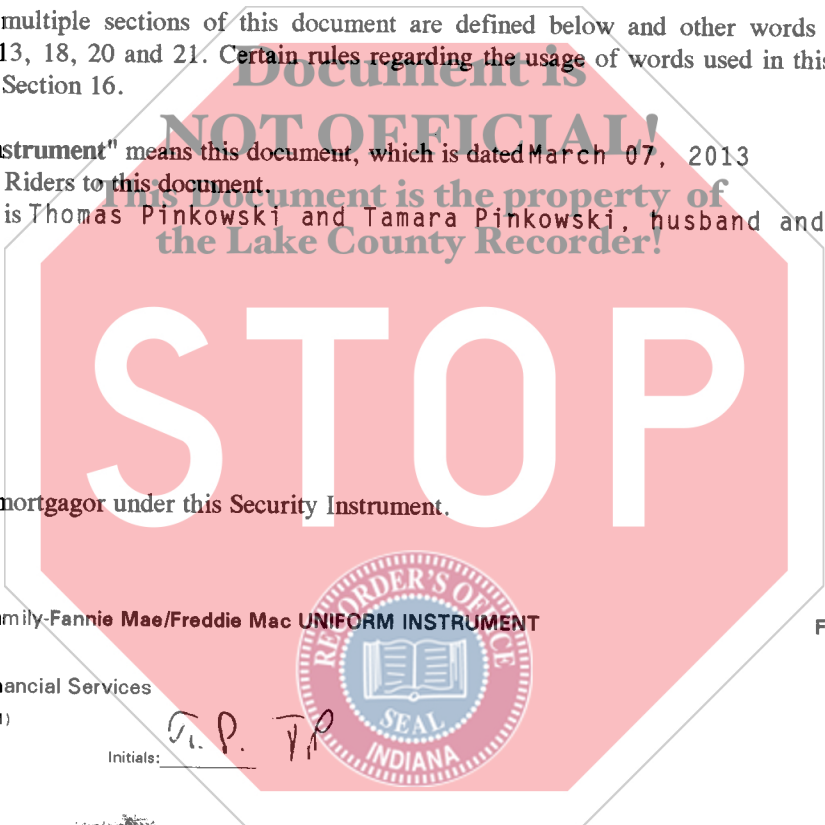 multiple sections of this document are defined below and other words
13, 18, 20 and 21. Certain rules regarding the usage of words used in this
Section 16.
Document is
NOT OFFICIAL!
strument" means this document, which is dated March 07, 2013
Riders to this document.
This Document is the property of
is Thomas Pinkowski and Tamara Pinkowski, husband and
the Lake County Recorder!
STOP
mortgagor under this Security Instrument.
RECORDER'S OFFICE
mily-Fannie Mae/Freddie Mac UNIFORM INSTRUMENT
F
ancial Services
SEAL
INDIANA
Initials: T. P. TP